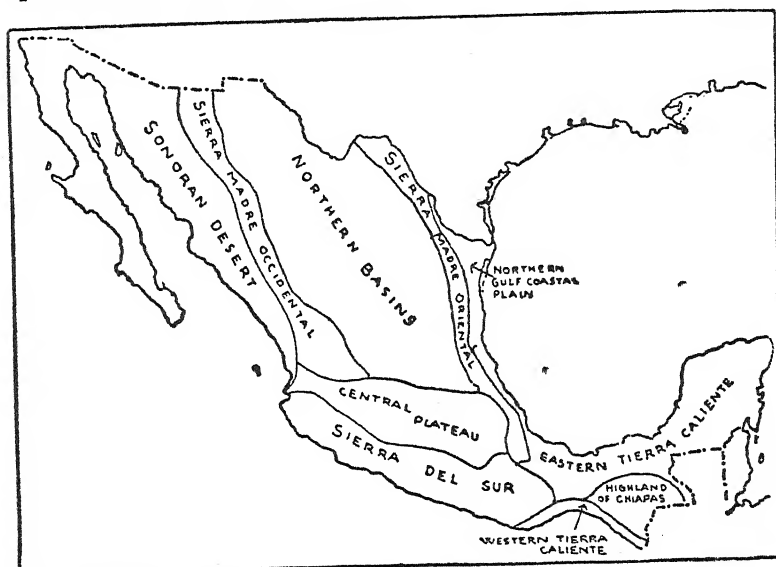 SONORAN DESERT
SIERRA MADRE OCCIDENTAL
NORTHERN BASINS
SIERRA MADRE ORIENTAL
NORTHERN
GULF COASTAL
PLAIN
CENTRAL PLATEAU
SIERRA DEL SUR
EASTERN TIERRA CALIENTE
HIGHLAND
OF CHIAPAS
WESTERN TIERRA
CALIENTE